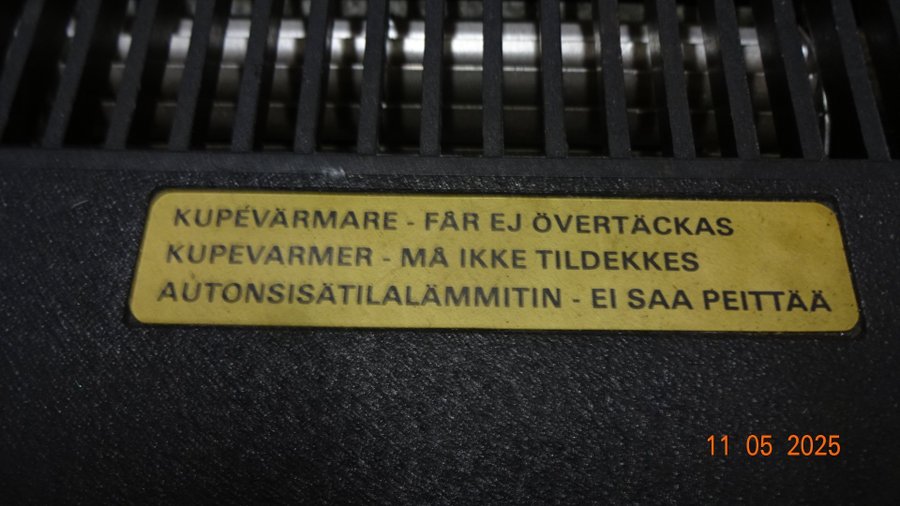 KUPÉVÄRMARE - FÅR EJ ÖVERTÄCKAS
KUPEVARMER - MÅ IKKE TILDEKKES
AUTONSISÄTILALÄMMITIN - EI SAA PEITTÄÄ
11 05 2025